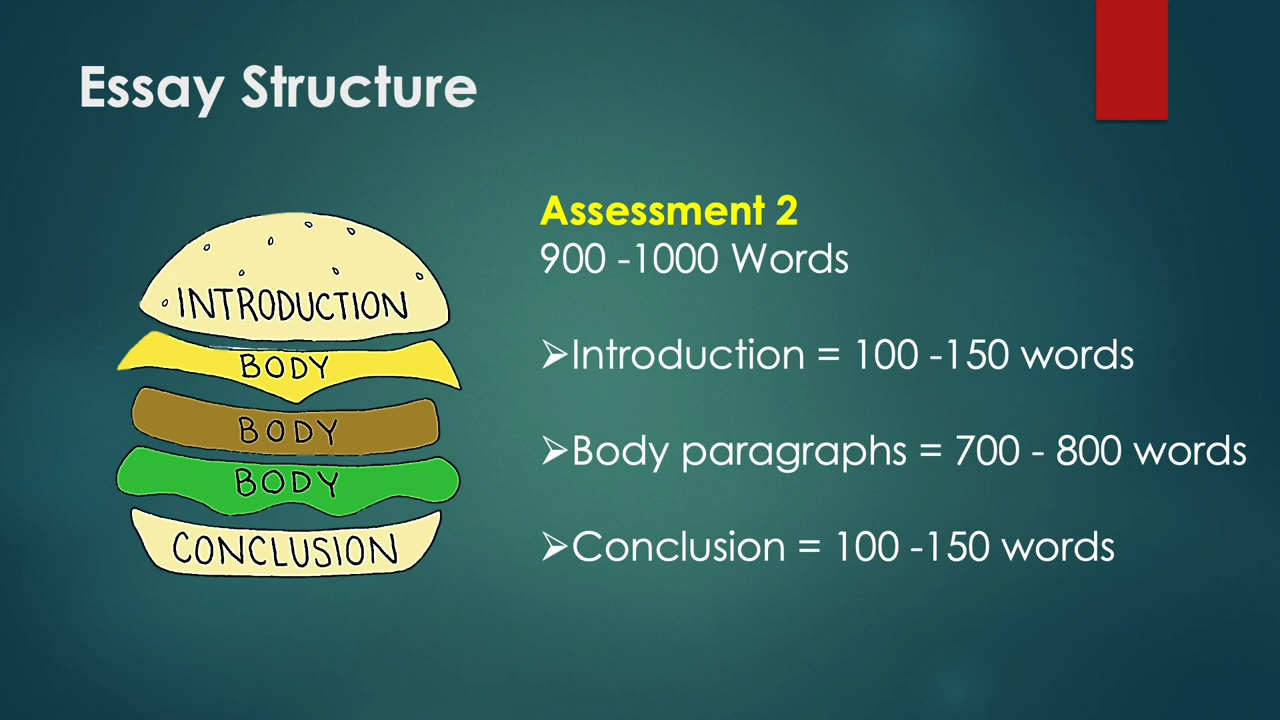 Essay Structure
INTRODUCTION
BODY
BODY
BODY
CONCLUSION
Assessment 2
900 -1000 Words
➢Introduction = 100 -150 words
➢Body paragraphs = 700 - 800 words
➢Conclusion = 100 -150 words